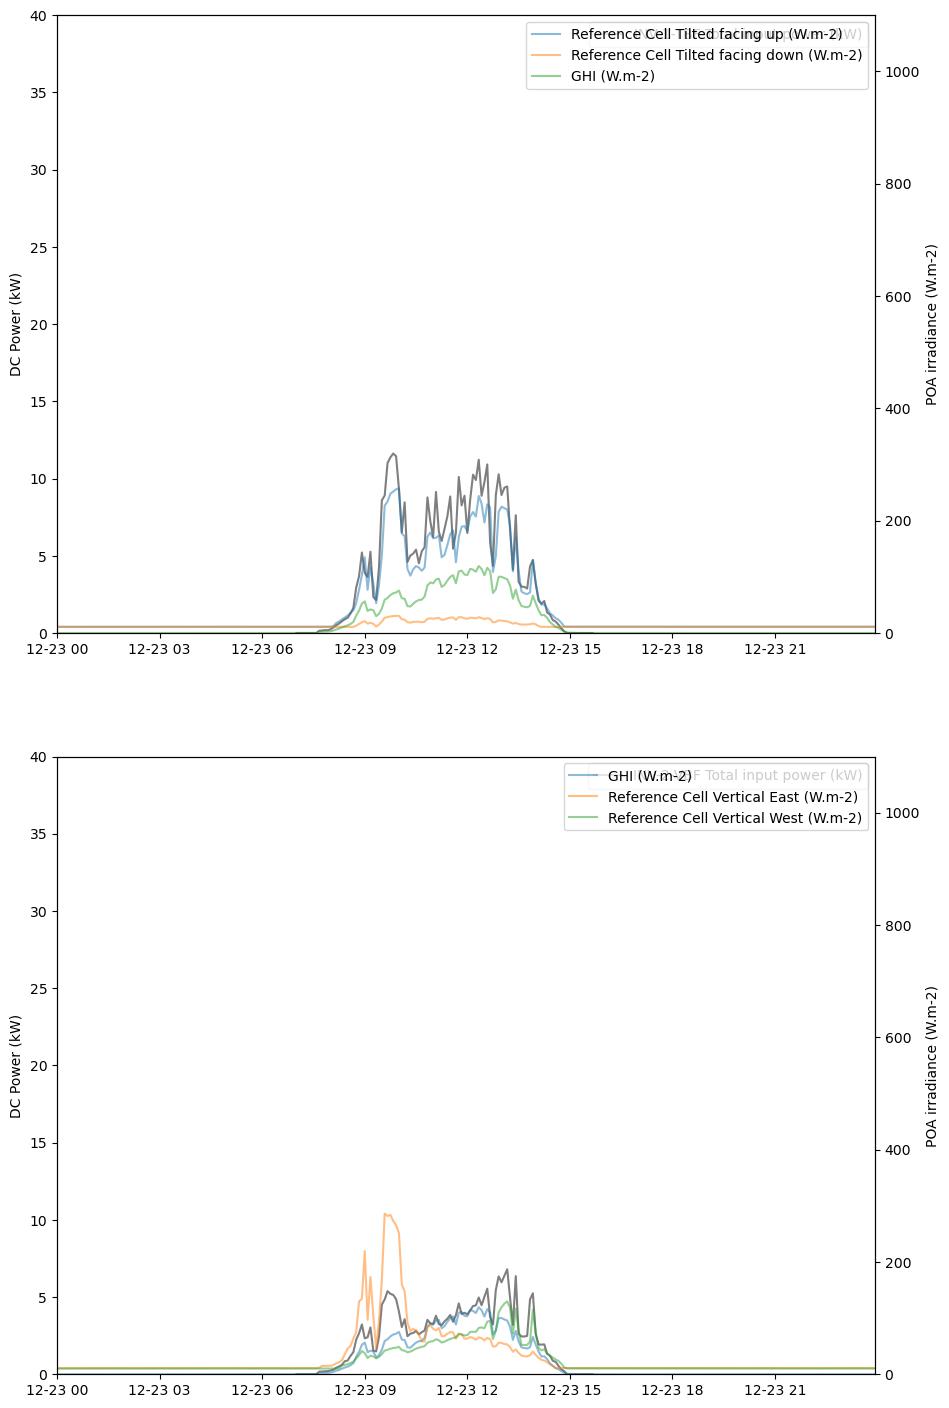 40
35
30
25
20
15
10
5
0
DC Power (kW)
Reference Cell Tilted facing up (W.m-2)
Reference Cell Tilted facing down (W.m-2)
GHI (W.m-2)
1000
800
600
400
200
0
POA irradiance (W.m-2)
12-23 00 12-23 03 12-23 06 12-23 09 12-23 12 12-23 15 12-23 18 12-23 21
40
35
30
25
20
15
10
5
0
DC Power (kW)
GHI (W.m-2) Total input power (kW)
Reference Cell Vertical East (W.m-2)
Reference Cell Vertical West (W.m-2)
1000
800
600
400
200
0
POA irradiance (W.m-2)
12-23 00 12-23 03 12-23 06 12-23 09 12-23 12 12-23 15 12-23 18 12-23 21